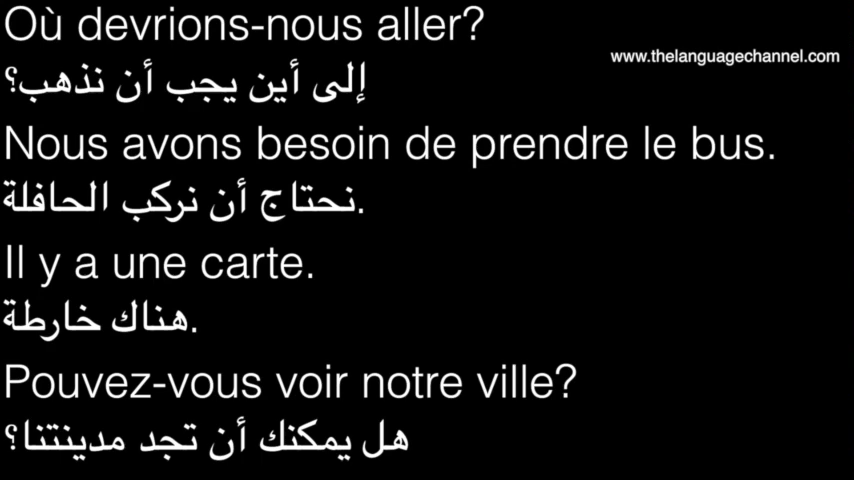 Où devrions-nous aller?
www.thelanguagechannel.com
إلى أين يجب أن نذهب؟
Nous avons besoin de prendre le bus.
نحتاج أن نركب الحافلة.
Il y a une carte.
هناك خارطة.
Pouvez-vous voir notre ville?
هل يمكنك أن تجد مدينتنا؟